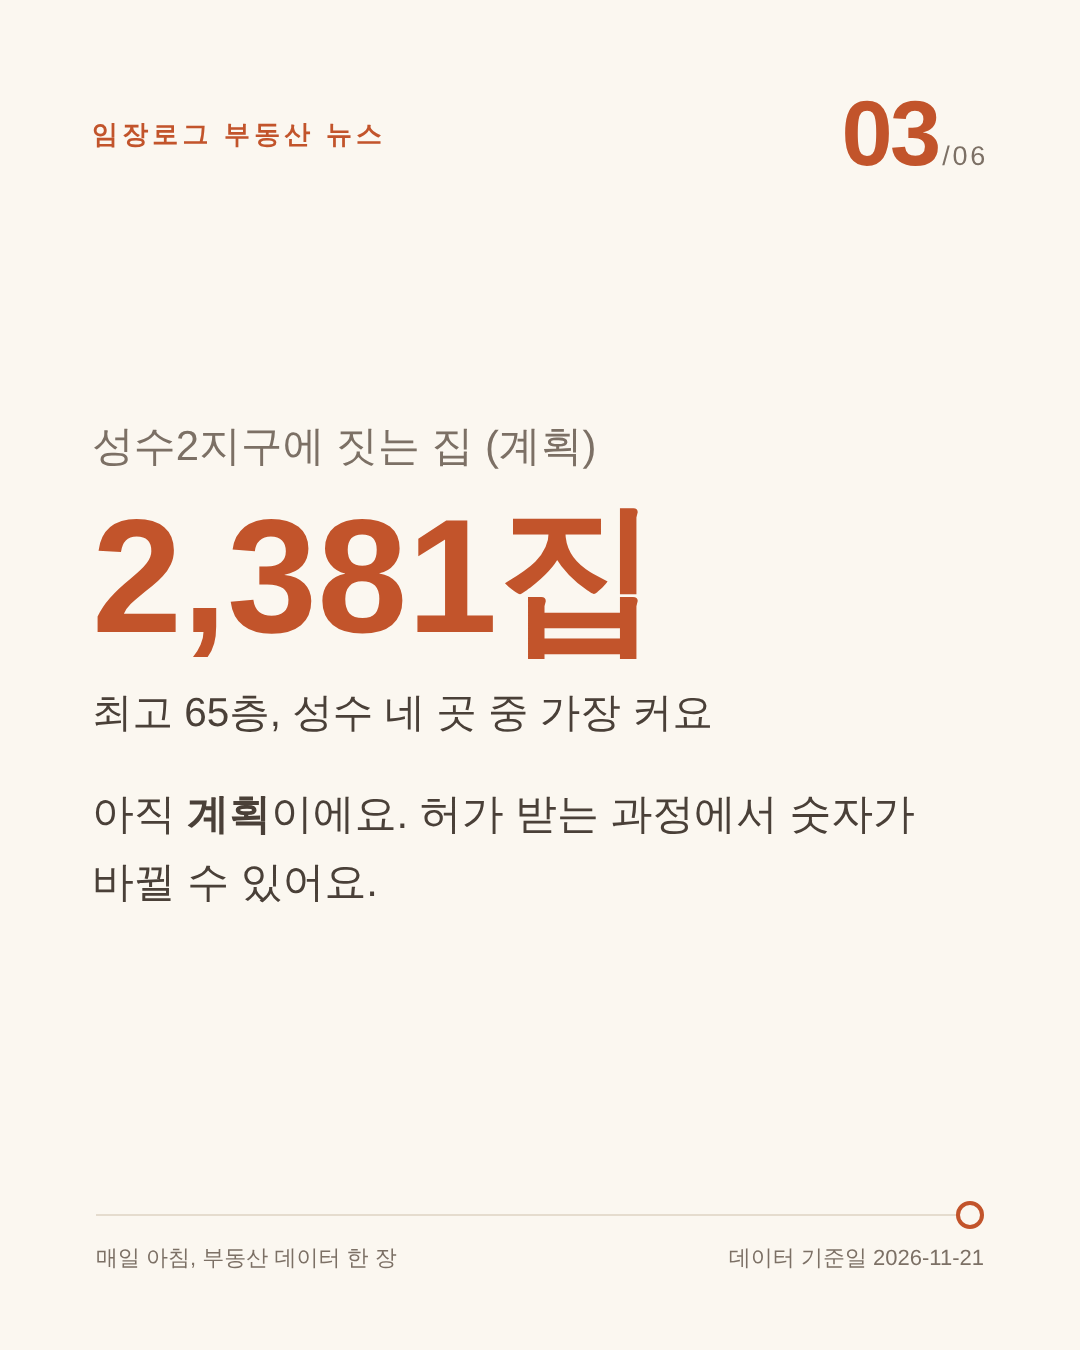 임장로그 부동산 뉴스
03/06
성수2지구에 짓는 집 (계획)
2,381집
최고 65층, 성수 네 곳 중 가장 커요
아직 계획이에요. 허가 받는 과정에서 숫자가
바뀔 수 있어요.
매일 아침, 부동산 데이터 한 장
데이터 기준일 2026-11-21